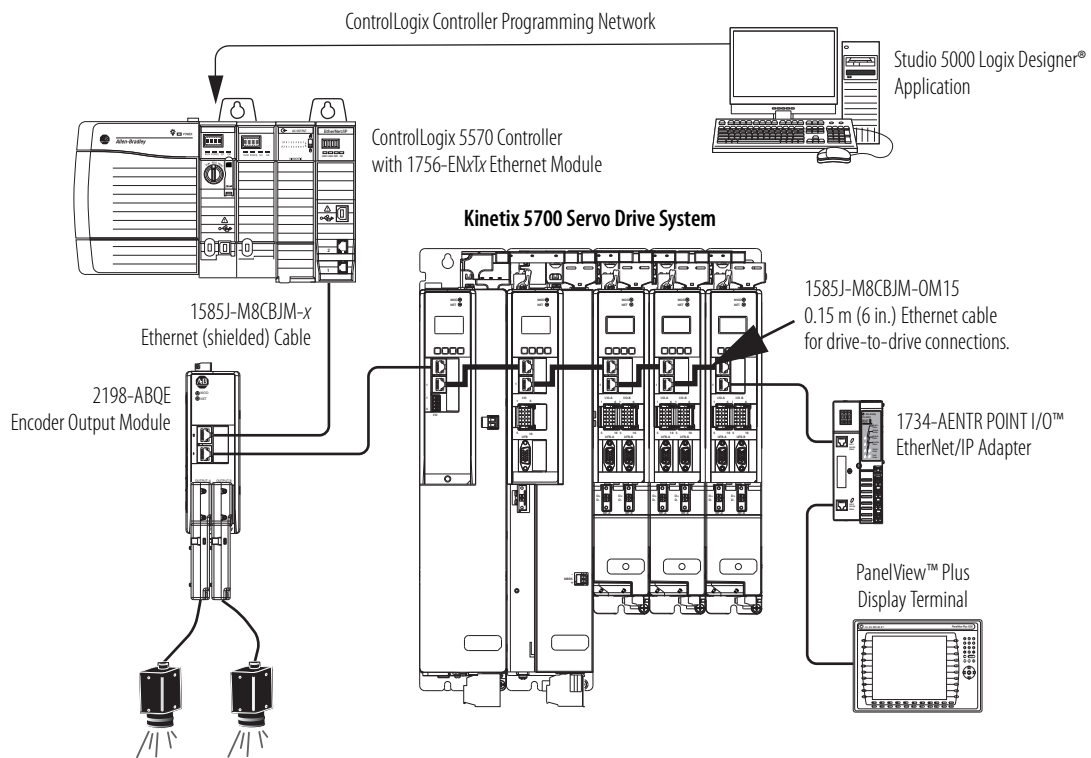 ControlLogix Controller Programming Network
Studio 5000 Logix Designer®
Application
Allen-Bradley
EtherNet/IP
ControlLogix 5570 Controller
with 1756-ENxTx Ethernet Module
Kinetix 5700 Servo Drive System
1585J-M8CBJM-x
Ethernet (shielded) Cable
1585J-M8CBJM-OM15
0.15 m (6 in.) Ethernet cable
for drive-to-drive connections.
2198-ABQE
Encoder Output Module
1734-AENTR POINT I/O™
EtherNet/IP Adapter
PanelView™ Plus
Display Terminal